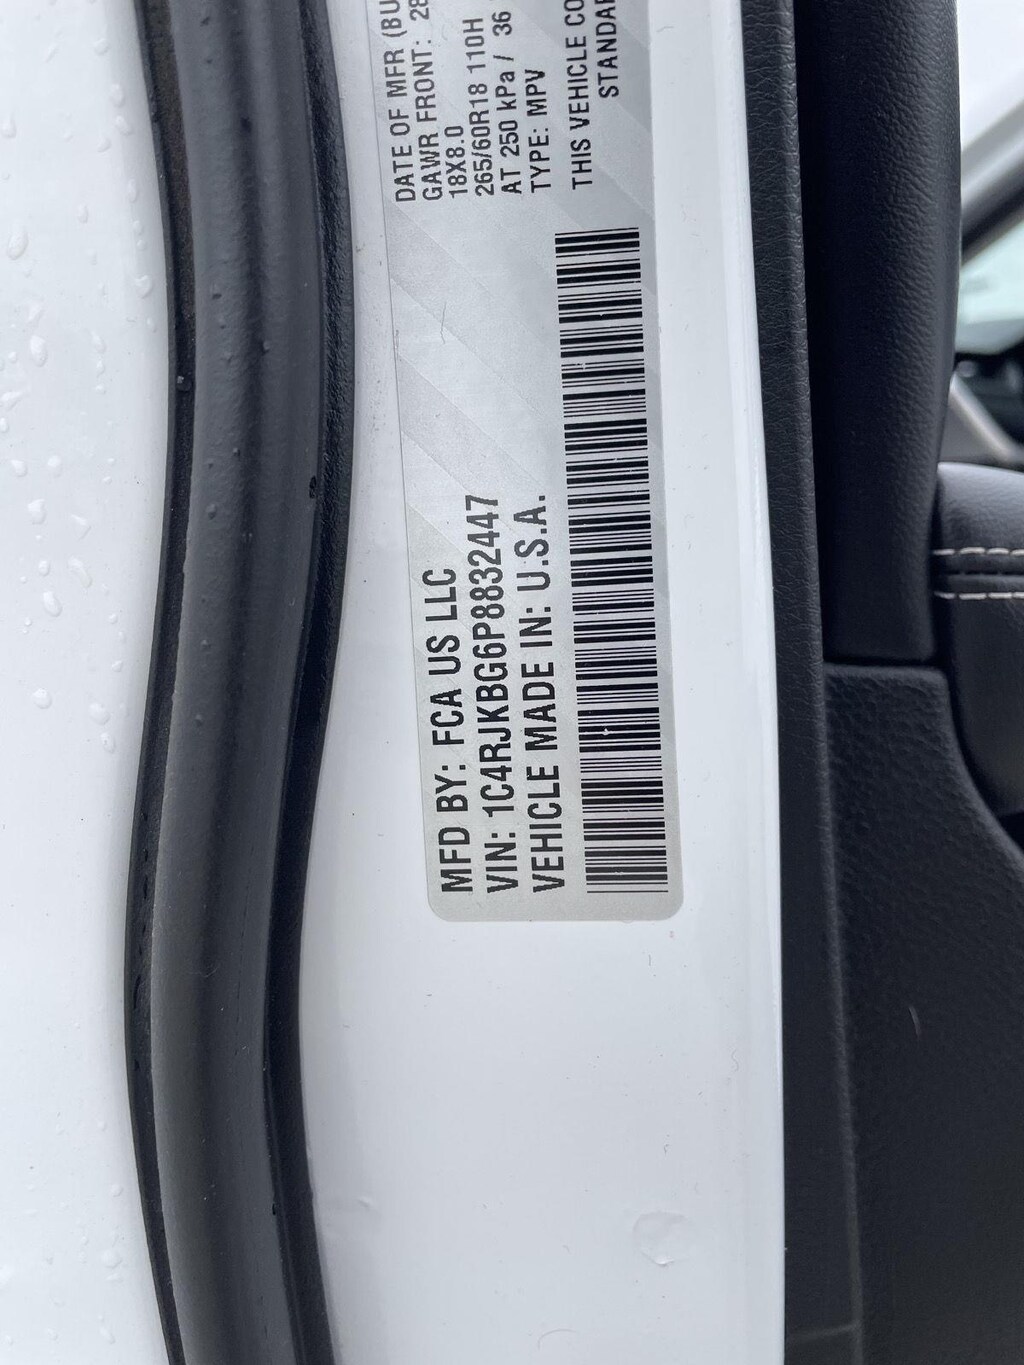 MFD BY: FCA US LLC
VIN: 1C4RJKBG6P8832447
VEHICLE MADE IN: U.S.A.
DATE OF MFR (BU
GAWR FRONT: 28
18X8.0
265/60R18 110H
AT 250 kPa / 36
TYPE: MPV
THIS VEHICLE CO
STANDAR